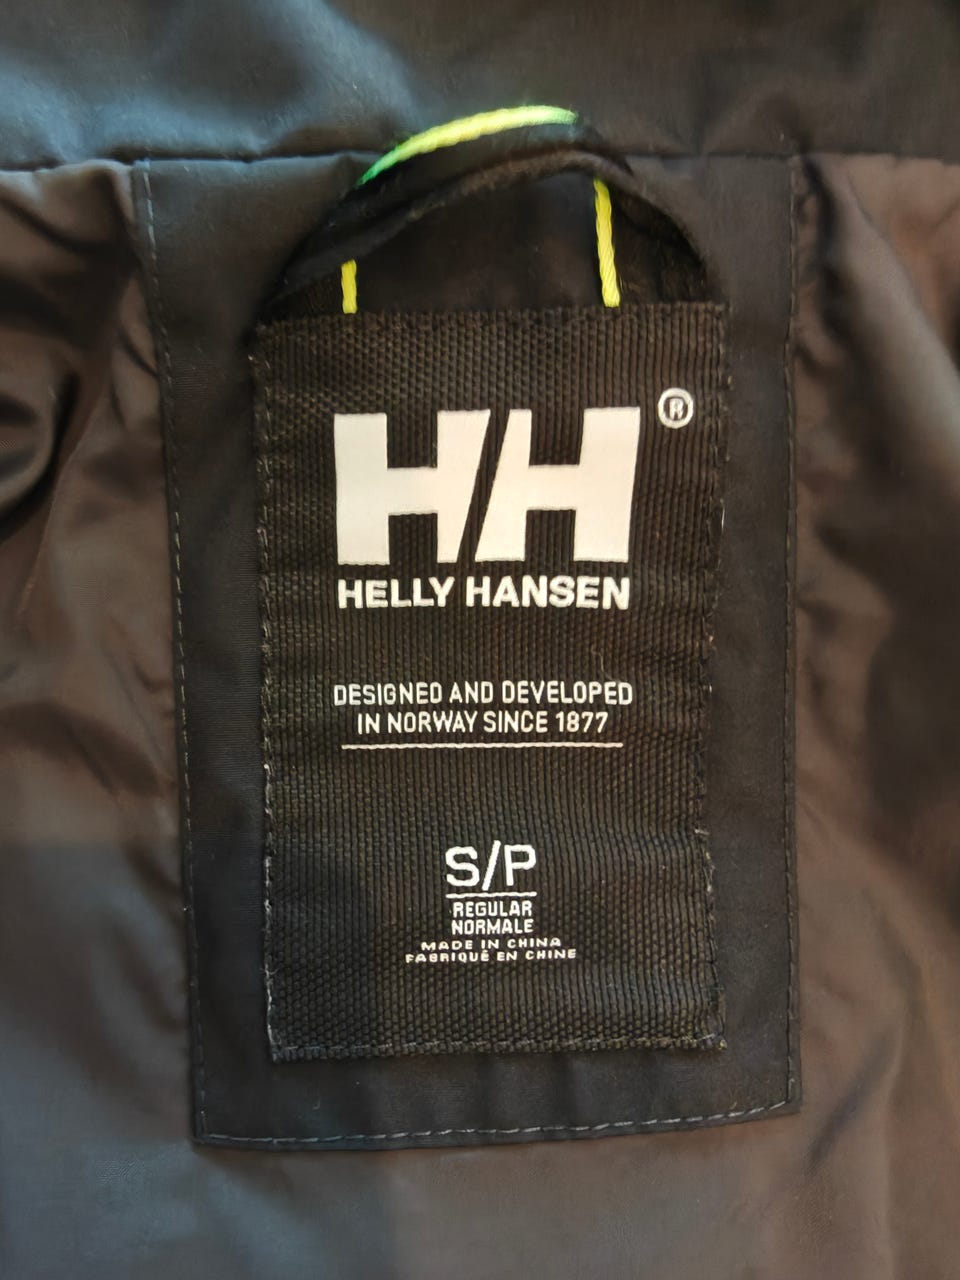 HH ®
HELLY HANSEN
DESIGNED AND DEVELOPED
IN NORWAY SINCE 1877
S/P
REGULAR
NORMALE
MADE IN CHINA
FABRIQUÉ EN CHINE